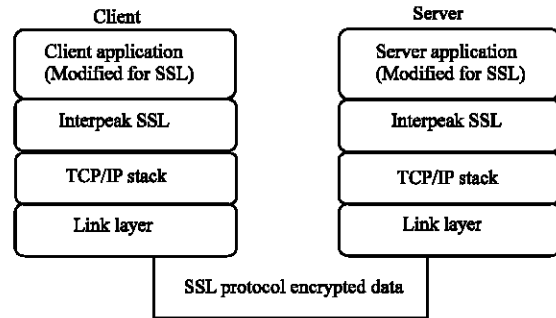 Client
Client application
(Modified for SSL)
Interpeak SSL
TCP/IP stack
Link layer
Server
Server application
(Modified for SSL)
Interpeak SSL
TCP/IP stack
Link layer
SSL protocol encrypted data